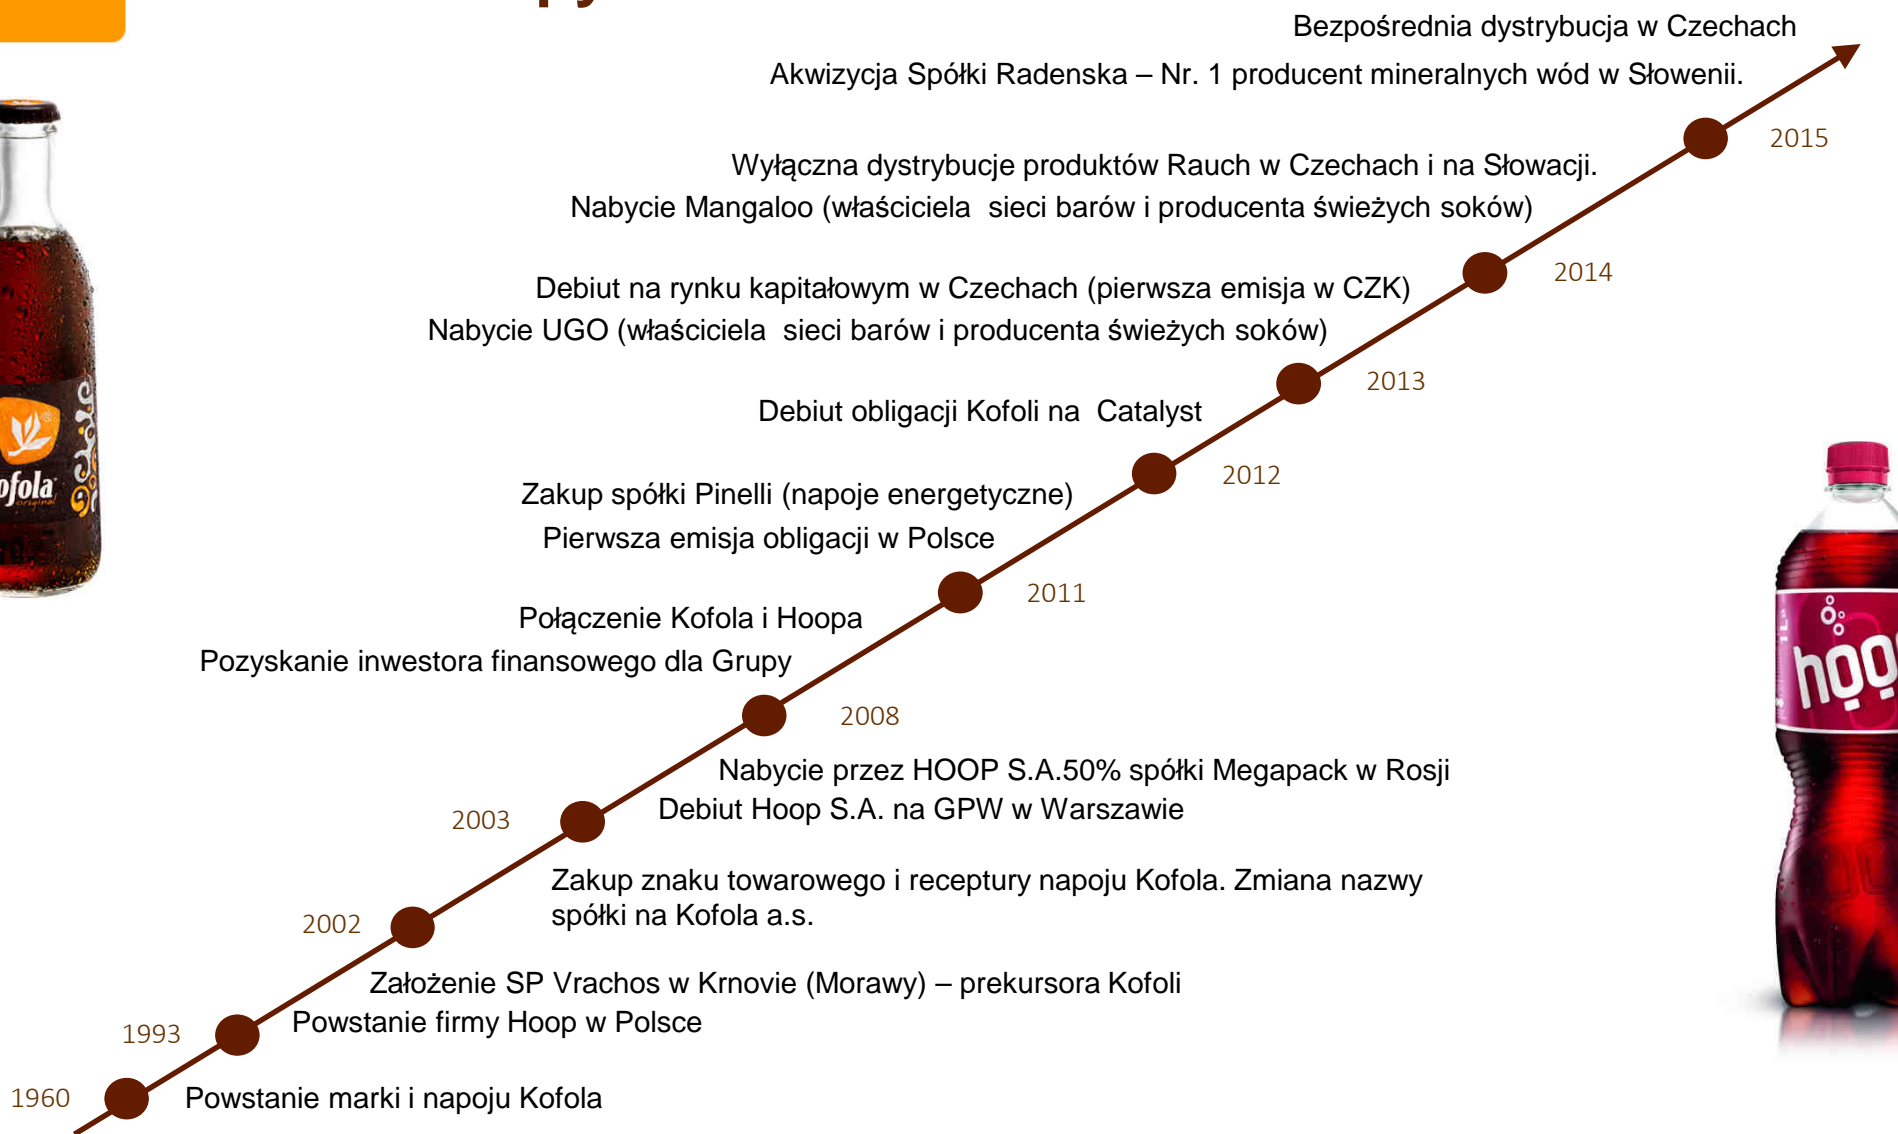 Bezpośrednia dystrybucja w Czechach
Akwizycja Spółki Radenska – Nr. 1 producent mineralnych wód w Słowenii.
2015
Wyłączna dystrybucje produktów Rauch w Czechach i na Słowacji.
Nabycie Mangaloo (właściciela sieci barów i producenta świeżych soków)
2014
Debiut na rynku kapitałowym w Czechach (pierwsza emisja w CZK)
Nabycie UGO (właściciela sieci barów i producenta świeżych soków)
2013
Debiut obligacji Kofoli na Catalyst
2012
Zakup spółki Pinelli (napoje energetyczne)
Pierwsza emisja obligacji w Polsce
2011
Połączenie Kofola i Hoopa
Pozyskanie inwestora finansowego dla Grupy
2008
Nabycie przez HOOP S.A.50% spółki Megapack w Rosji
Debiut Hoop S.A. na GPW w Warszawie
2003
Zakup znaku towarowego i receptury napoju Kofola. Zmiana nazwy
spółki na Kofola a.s.
2002
Założenie SP Vrachos w Krnovie (Morawy) – prekursora Kofoli
Powstanie firmy Hoop w Polsce
1993
1960
Powstanie marki i napoju Kofola
ofola
original
1L
hoo